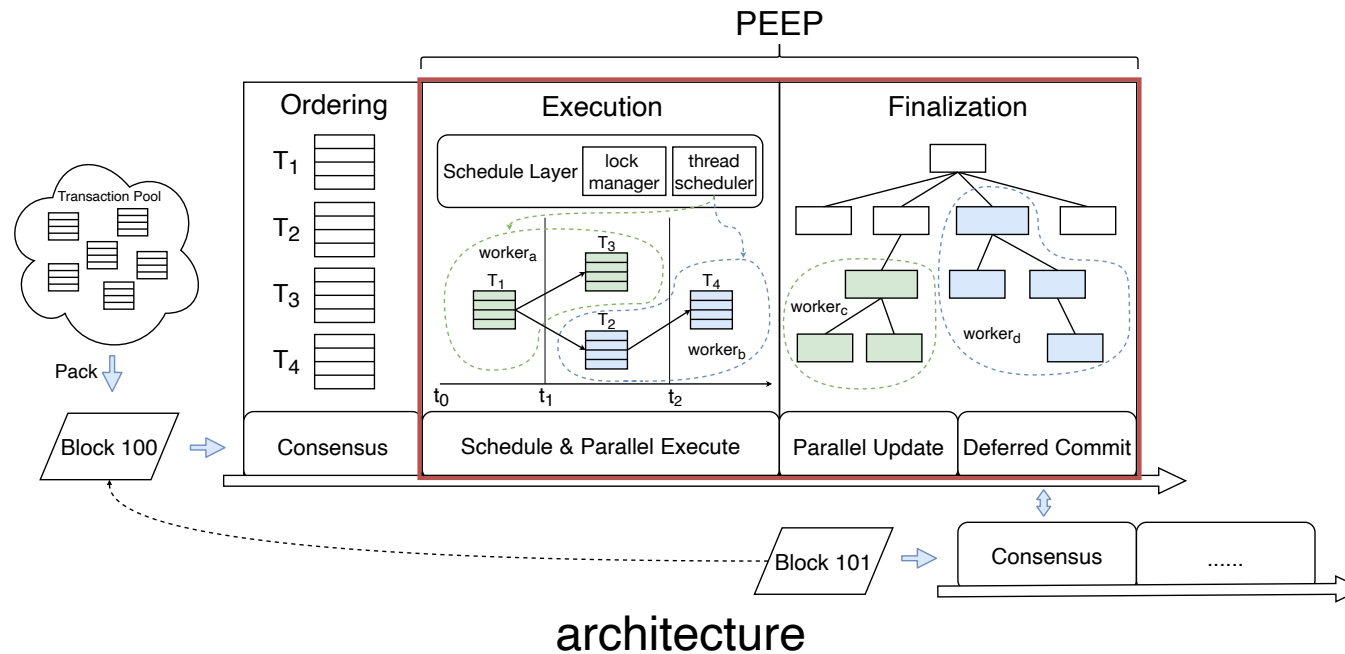 PEEP
Ordering
Execution
Finalization
T1
T2
T3
T4
Schedule Layer
lock
manager
thread
scheduler
Transaction Pool
workera
T1
T3
T2
T4
workerb
t0
t1
t2
workerc
workerd
Pack
Block 100
Consensus
Schedule & Parallel Execute
Parallel Update
Deferred Commit
Block 101
Consensus
......
architecture